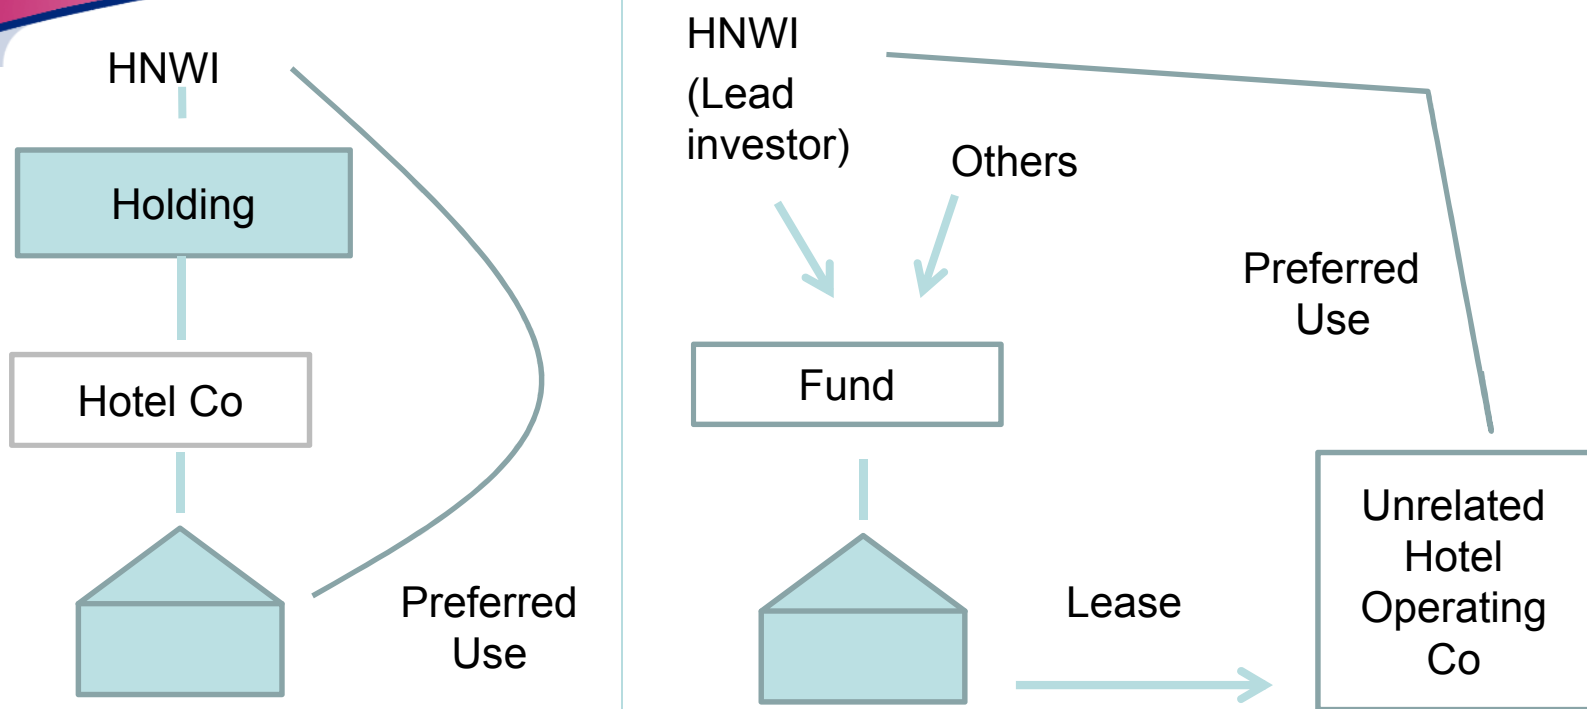 HNWI
Holding
Hotel Co
Preferred
Use
HNWI
(Lead
investor)
Others
Preferred
Use
Fund
Lease
Unrelated
Hotel
Operating
Co